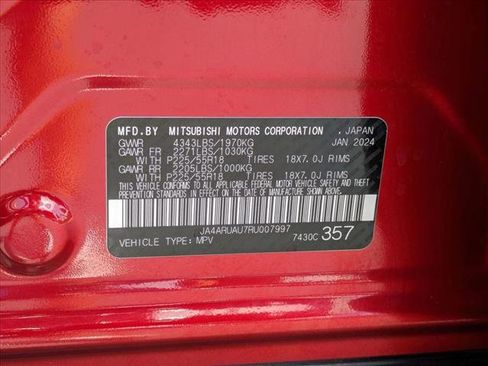 MFD.BY MITSUBISHI MOTORS CORPORATION , JAPAN
GVWR 4343LBS/1970KG JAN 2024
GAWR FR 2271LBS/1030KG
WITH P225/55R18 TIRES 18X7.0J RIMS
GAWR RR 2205LBS/1000KG
WITH P225/55R18 TIRES 18X7.0J RIMS
THIS VEHICLE CONFORMS TO ALL APPLICABLE FEDERAL MOTOR VEHICLE SAFETY AND THEFT
PREVENTION STANDARDS IN EFFECT ON THE DATE OF MANUFACTURE SHOWN ABOVE.
JA4ARUAU7RU007997
VEHICLE TYPE:MPV 7430C 357